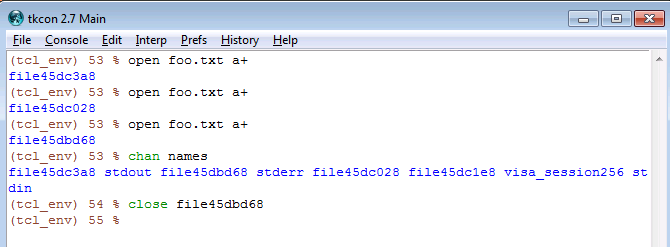 tkcon 2.7 Main
File Console Edit Interp Prefs History Help
(tcl_env) 53 % open foo.txt a+
file45dc3a8
(tcl_env) 53 % open foo.txt a+
file45dc028
(tcl_env) 53 % open foo.txt a+
file45dbd68
(tcl_env) 53 % chan names
file45dc3a8 stdout file45dbd68 stderr file45dc028 file45dc1e8 visa_session256 st
din
(tcl_env) 54 % close file45dbd68
(tcl_env) 55 %